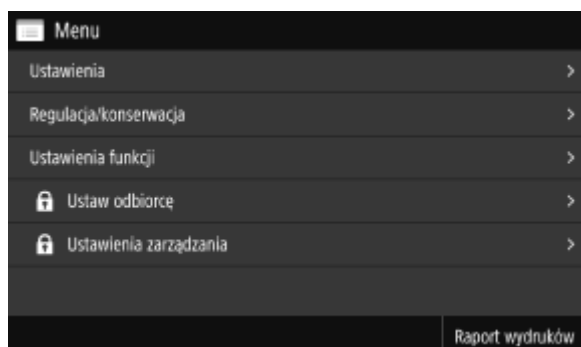 Menu
Ustawienia
Regulacja/konserwacja
Ustawienia funkcji
Ustaw odbiorcę
Ustawienia zarządzania
Raport wydruków